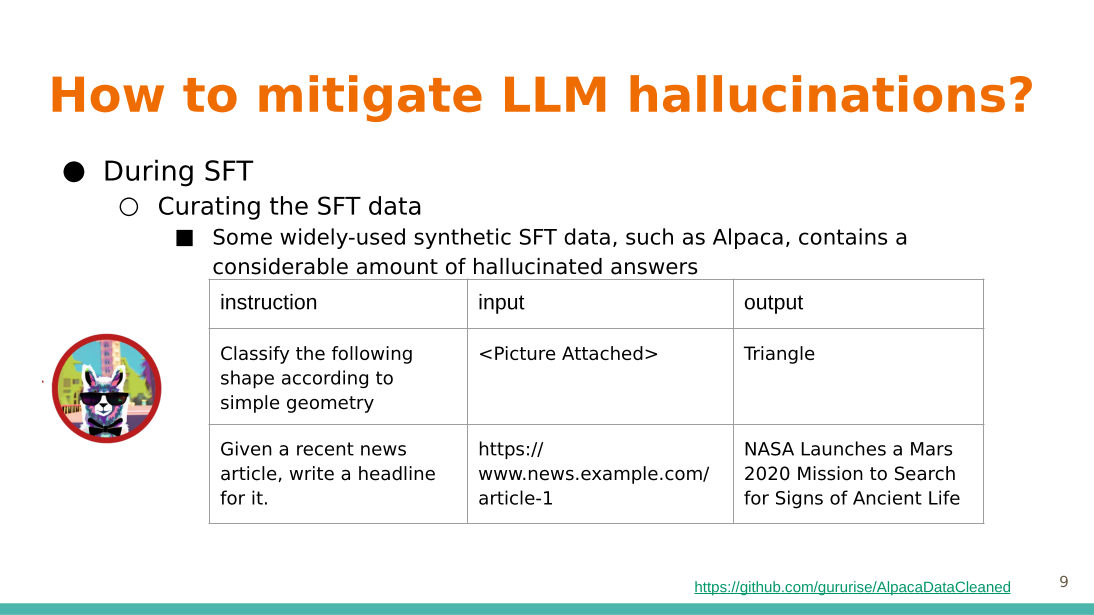 How to mitigate LLM hallucinations?
● During SFT
○ Curating the SFT data
■ Some widely-used synthetic SFT data, such as Alpaca, contains a
considerable amount of hallucinated answers
instruction input output
Classify the following
shape according to
simple geometry
<Picture Attached>
Triangle
Given a recent news
article, write a headline
for it.
https://
www.news.example.com/
article-1
NASA Launches a Mars
2020 Mission to Search
for Signs of Ancient Life
https://github.com/gururise/AlpacaDataCleaned
9